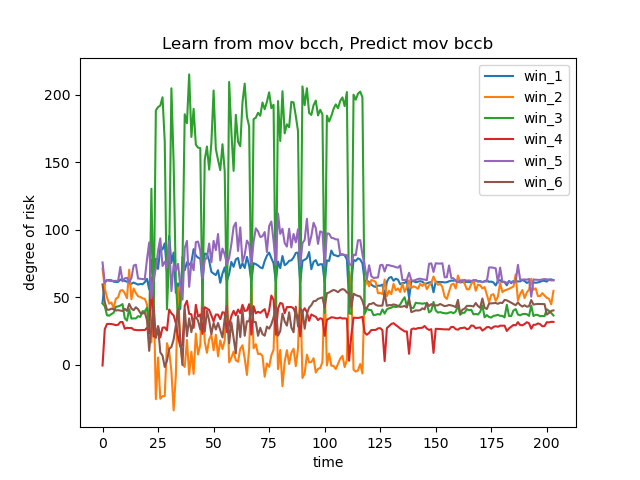 Learn from mov bcch, Predict mov bccb
win_1
win_2
win_3
win_4
win_5
win_6
degree of risk
200
150
100
50
0
0 25 50 75 100 125 150 175 200
time